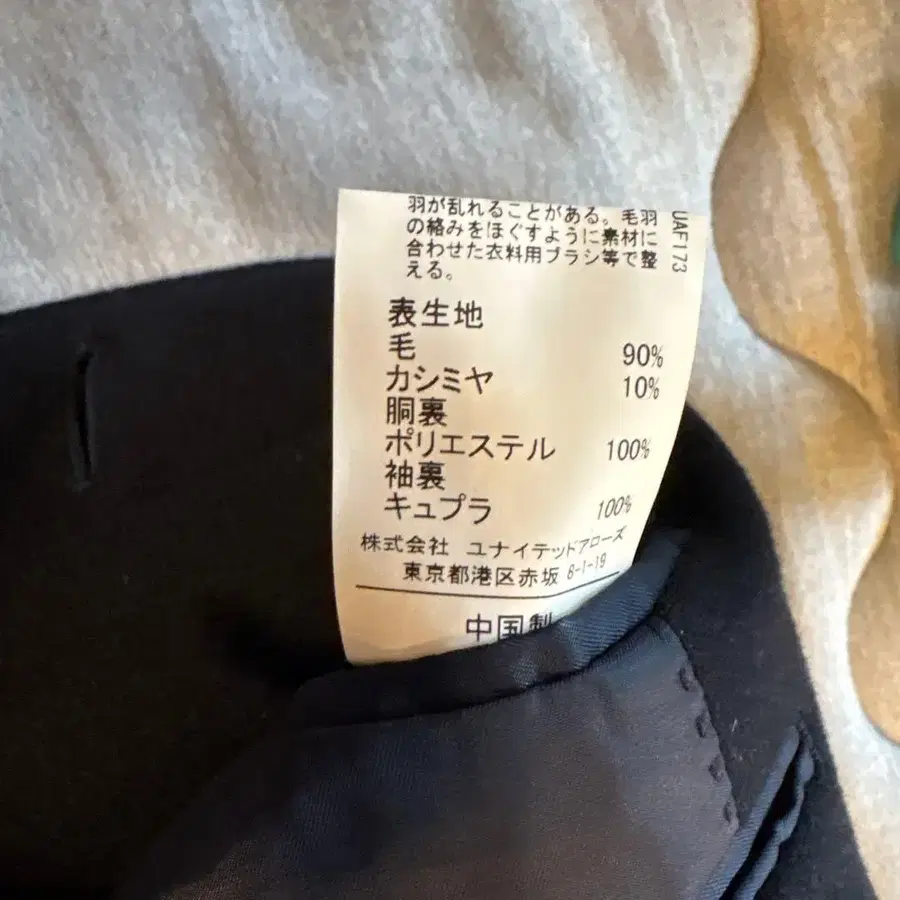 羽が乱れることがある。毛羽
の絡みをほぐすように素材に
合わせた衣料用ブラシ等で整
える。
UAF173
表生地
毛 90%
カシミヤ 10%
胴裏
ポリエステル 100%
袖裏
キュプラ 100%
株式会社 ユナイテッドアローズ
東京都港区赤坂 8-1-19
中国製